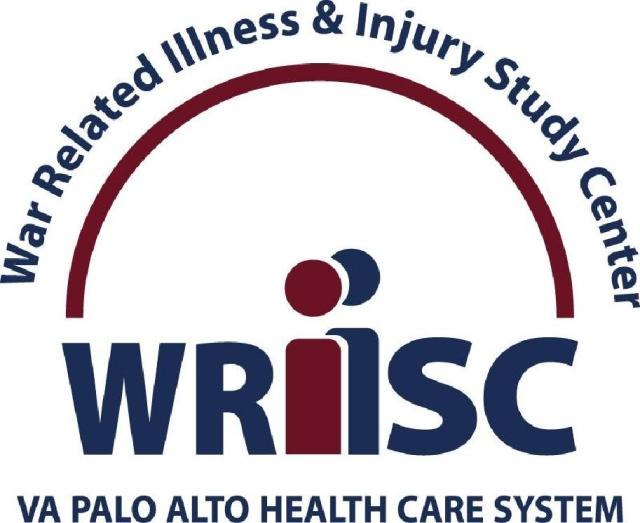 War Related Illness & Injury Study Center
WRIISC
VA PALO ALTO HEALTH CARE SYSTEM